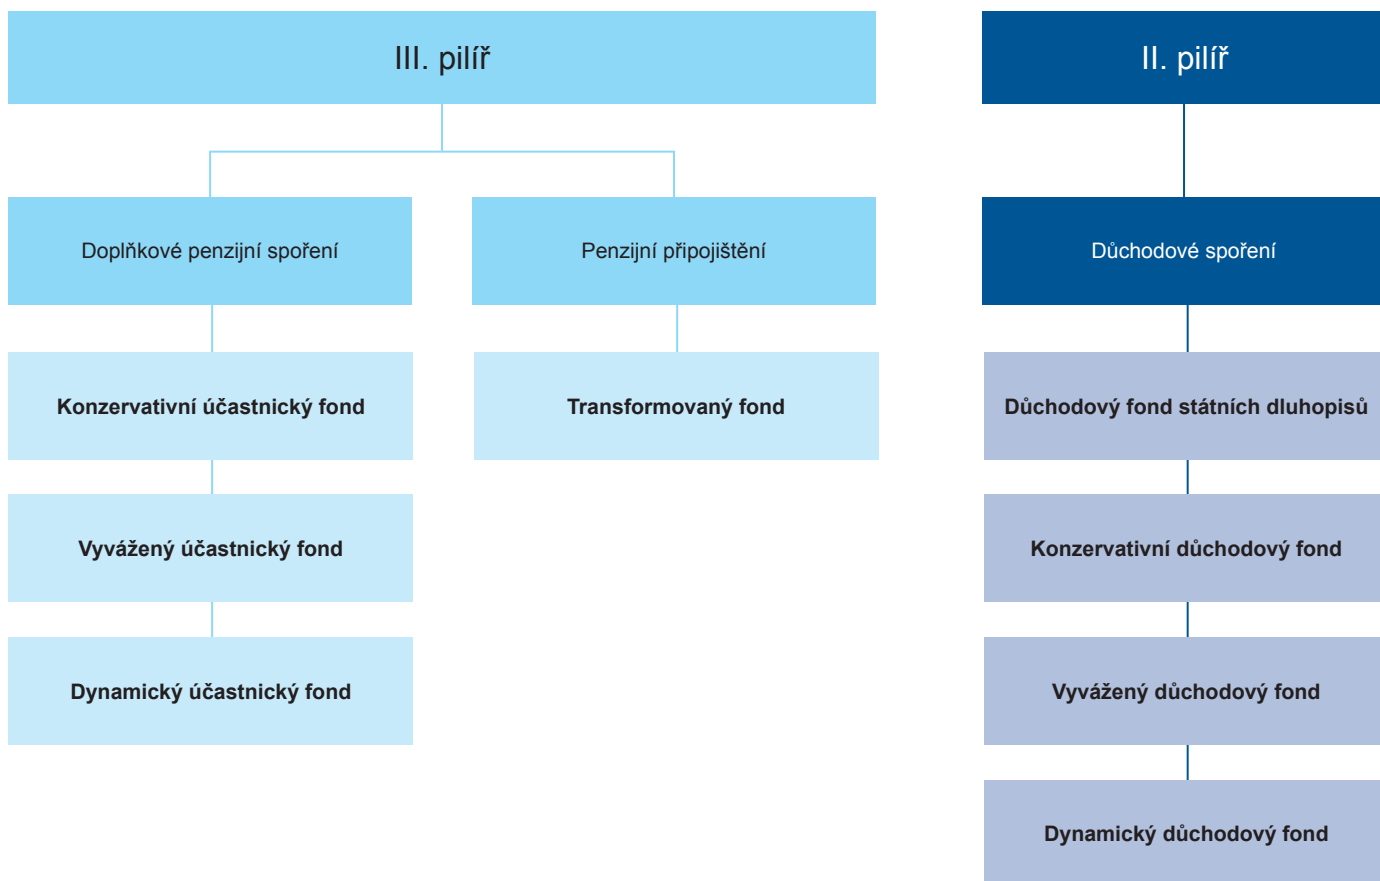 III. pilíř
II. pilíř
Doplňkové penzijní spoření
Penzijní připojištění
Důchodové spoření
Konzervativní účastnický fond
Transformovaný fond
Důchodový fond státních dluhopisů
Vyvážený účastnický fond
Konzervativní důchodový fond
Dynamický účastnický fond
Vyvážený důchodový fond
Dynamický důchodový fond